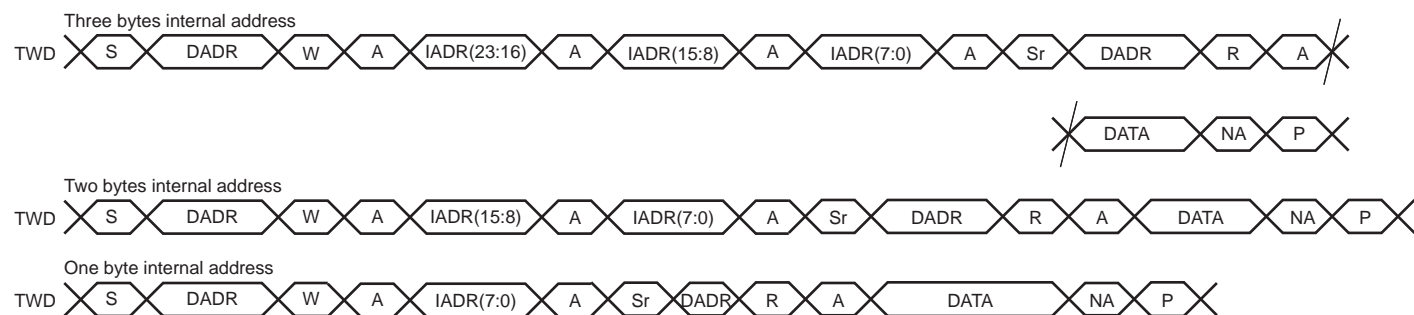 Three bytes internal address
TWD S DADR W A IADR(23:16) A IADR(15:8) A IADR(7:0) A Sr DADR R A
DATA NA P
Two bytes internal address
TWD S DADR W A IADR(15:8) A IADR(7:0) A Sr DADR R A DATA NA P
One byte internal address
TWD S DADR W A IADR(7:0) A Sr DADR R A DATA NA P